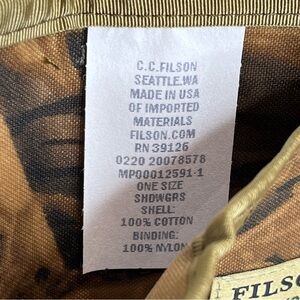 C.C.FILSON
SEATTLE.WA
MADE IN USA
OF IMPORTED
MATERIALS
FILSON.COM
RN 39126
0220 20078578
MP00012591-1
ONE SIZE
SHDWGRS
SHELL:
100% COTTON
BINDING:
100% NYLON
FILS